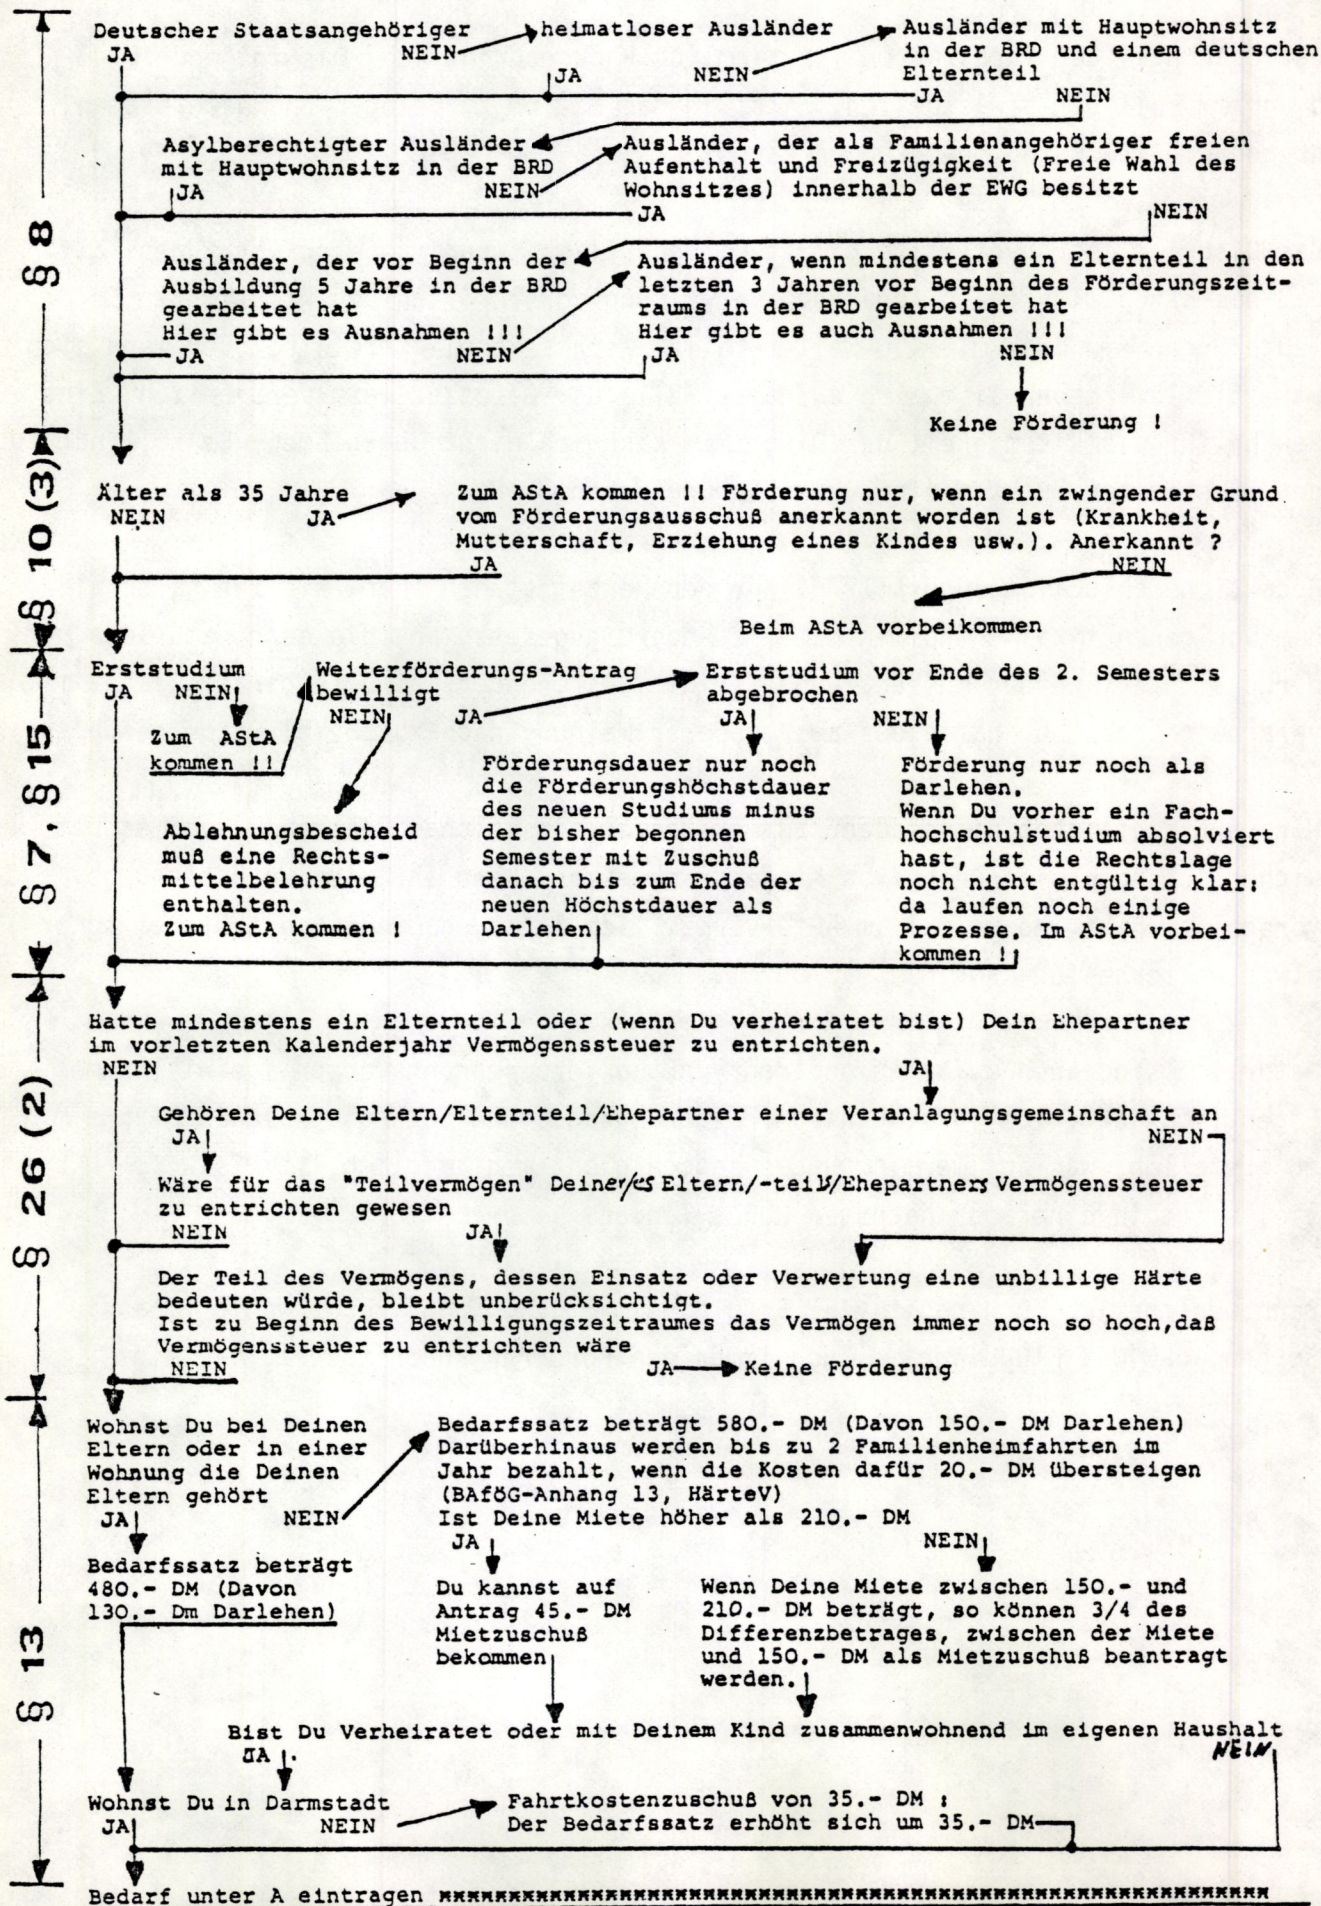 § 8
Deutscher Staatsangehöriger
JA NEIN
heimatloser Ausländer
JA NEIN
Ausländer mit Hauptwohnsitz
in der BRD und einem deutschen
Elternteil
JA NEIN
Asylberechtigter Ausländer
mit Hauptwohnsitz in der BRD
JA NEIN
Ausländer, der als Familienangehöriger freien
Aufenthalt und Freizügigkeit (Freie Wahl des
Wohnsitzes) innerhalb der EWG besitzt
JA NEIN
Ausländer, der vor Beginn der
Ausbildung 5 Jahre in der BRD
gearbeitet hat
Hier gibt es Ausnahmen !!!
JA NEIN
Ausländer, wenn mindestens ein Elternteil in den
letzten 3 Jahren vor Beginn des Förderungszeit-
raums in der BRD gearbeitet hat
Hier gibt es auch Ausnahmen !!!
JA NEIN
Keine Förderung !
§ 10 (3)
Älter als 35 Jahre
NEIN JA
Zum AStA kommen !! Förderung nur, wenn ein zwingender Grund
vom Förderungsausschuß anerkannt worden ist (Krankheit,
Mutterschaft, Erziehung eines Kindes usw.). Anerkannt ?
JA NEIN
Beim AStA vorbeikommen
§ 7, § 15
Erststudium
JA NEIN
Zum AStA
kommen !!
Weiterförderungs-Antrag
bewilligt
NEIN JA
Ablehnungsbescheid
muß eine Rechts-
mittelbelehrung
enthalten.
Zum AStA kommen !
Erststudium vor Ende des 2. Semesters
abgebrochen
JA NEIN
Förderungsdauer nur noch
die Förderungshöchstdauer
des neuen Studiums minus
der bisher begonnen
Semester mit Zuschuß
danach bis zum Ende der
neuen Höchstdauer als
Darlehen
Förderung nur noch als
Darlehen.
Wenn Du vorher ein Fach-
hochschulstudium absolviert
hast, ist die Rechtslage
noch nicht entgültig klar:
da laufen noch einige
Prozesse. Im AStA vorbei-
kommen !!
§ 26 (2)
Hatte mindestens ein Elternteil oder (wenn Du verheiratet bist) Dein Ehepartner
im vorletzten Kalenderjahr Vermögenssteuer zu entrichten.
NEIN JA
Gehören Deine Eltern/Elternteil/Ehepartner einer Veranlagungsgemeinschaft an
JA NEIN
Wäre für das "Teilvermögen" Deiner/es Eltern/-teils/Ehepartners Vermögenssteuer
zu entrichten gewesen
NEIN JA
Der Teil des Vermögens, dessen Einsatz oder Verwertung eine unbillige Härte
bedeuten würde, bleibt unberücksichtigt.
Ist zu Beginn des Bewilligungszeitraumes das Vermögen immer noch so hoch,daß
Vermögenssteuer zu entrichten wäre
NEIN JA Keine Förderung
§ 13
Wohnst Du bei Deinen
Eltern oder in einer
Wohnung die Deinen
Eltern gehört
JA NEIN
Bedarfssatz beträgt
480.- DM (Davon
130.- Dm Darlehen)
Bedarfssatz beträgt 580.- DM (Davon 150.- DM Darlehen)
Darüberhinaus werden bis zu 2 Familienheimfahrten im
Jahr bezahlt, wenn die Kosten dafür 20.- DM übersteigen
(BAföG-Anhang 13, HärteV)
Ist Deine Miete höher als 210.- DM
JA NEIN
Du kannst auf
Antrag 45.- DM
Mietzuschuß
bekommen
Wenn Deine Miete zwischen 150.- und
210.- DM beträgt, so können 3/4 des
Differenzbetrages, zwischen der Miete
und 150.- DM als Mietzuschuß beantragt
werden.
Bist Du Verheiratet oder mit Deinem Kind zusammenwohnend im eigenen Haushalt
JA NEIN
Wohnst Du in Darmstadt
JA NEIN
Fahrtkostenzuschuß von 35.- DM :
Der Bedarfssatz erhöht sich um 35.- DM
Bedarf unter A eintragen